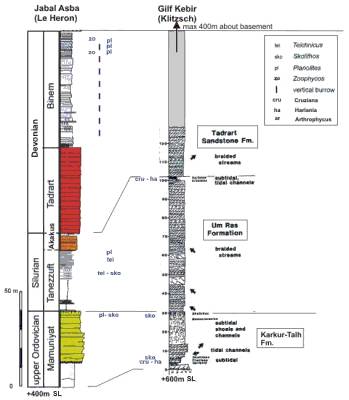 Jabal Asba
(Le Heron)
Gilf Kebir
(Klitzsch)
max 400m about basement
tei Teichichnus
sko Skolithos
pl Planolites
zo Zoophycos
vertical burrow
cru Cruziana
ha Harlania
ar Arthrophycus
zo pl
pl
zo pl
Devonian
Binem
Tadrart
Akakus
Silurian
Tanezzuft
upper Ordovician
Mamuniyat
Tadrart
Sandstone Fm.
braided
streams
cru - ha
subtidal,
tidal channels
Um Ras
Formation
braided
streams
pl
tei
tei - sko
50 m
0
pl- sko
sko
subtidal
shoals and
channels
Karkur-Talh
Fm.
tidal channels
sko
cru - ha
subtidal
+400m SL
+600m SL